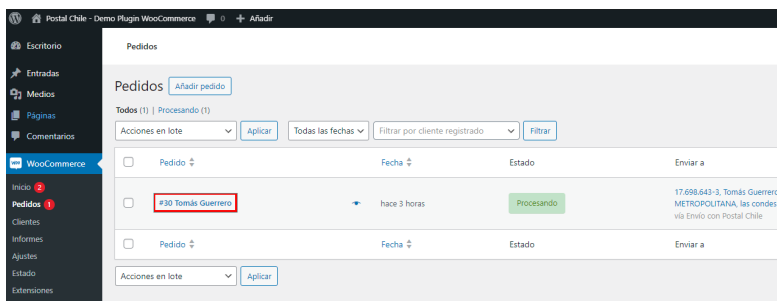 Postal Chile - Demo Plugin WooCommerce 0 + Añadir
Escritorio
Entradas
Medios
Páginas
Comentarios
WooCommerce
Inicio 2
Pedidos 1
Clientes
Informes
Ajustes
Estado
Extensiones
Pedidos
Pedidos Añadir pedido
Todos (1) | Procesando (1)
Acciones en lote Aplicar Todas las fechas Filtrar por cliente registrado Filtrar
Pedido Fecha Estado Enviar a
#30 Tomás Guerrero hace 3 horas Procesando 17.698.643-3, Tomás Guerrero
METROPOLITANA, las condes
vía Envío con Postal Chile
Pedido Fecha Estado Enviar a
Acciones en lote Aplicar